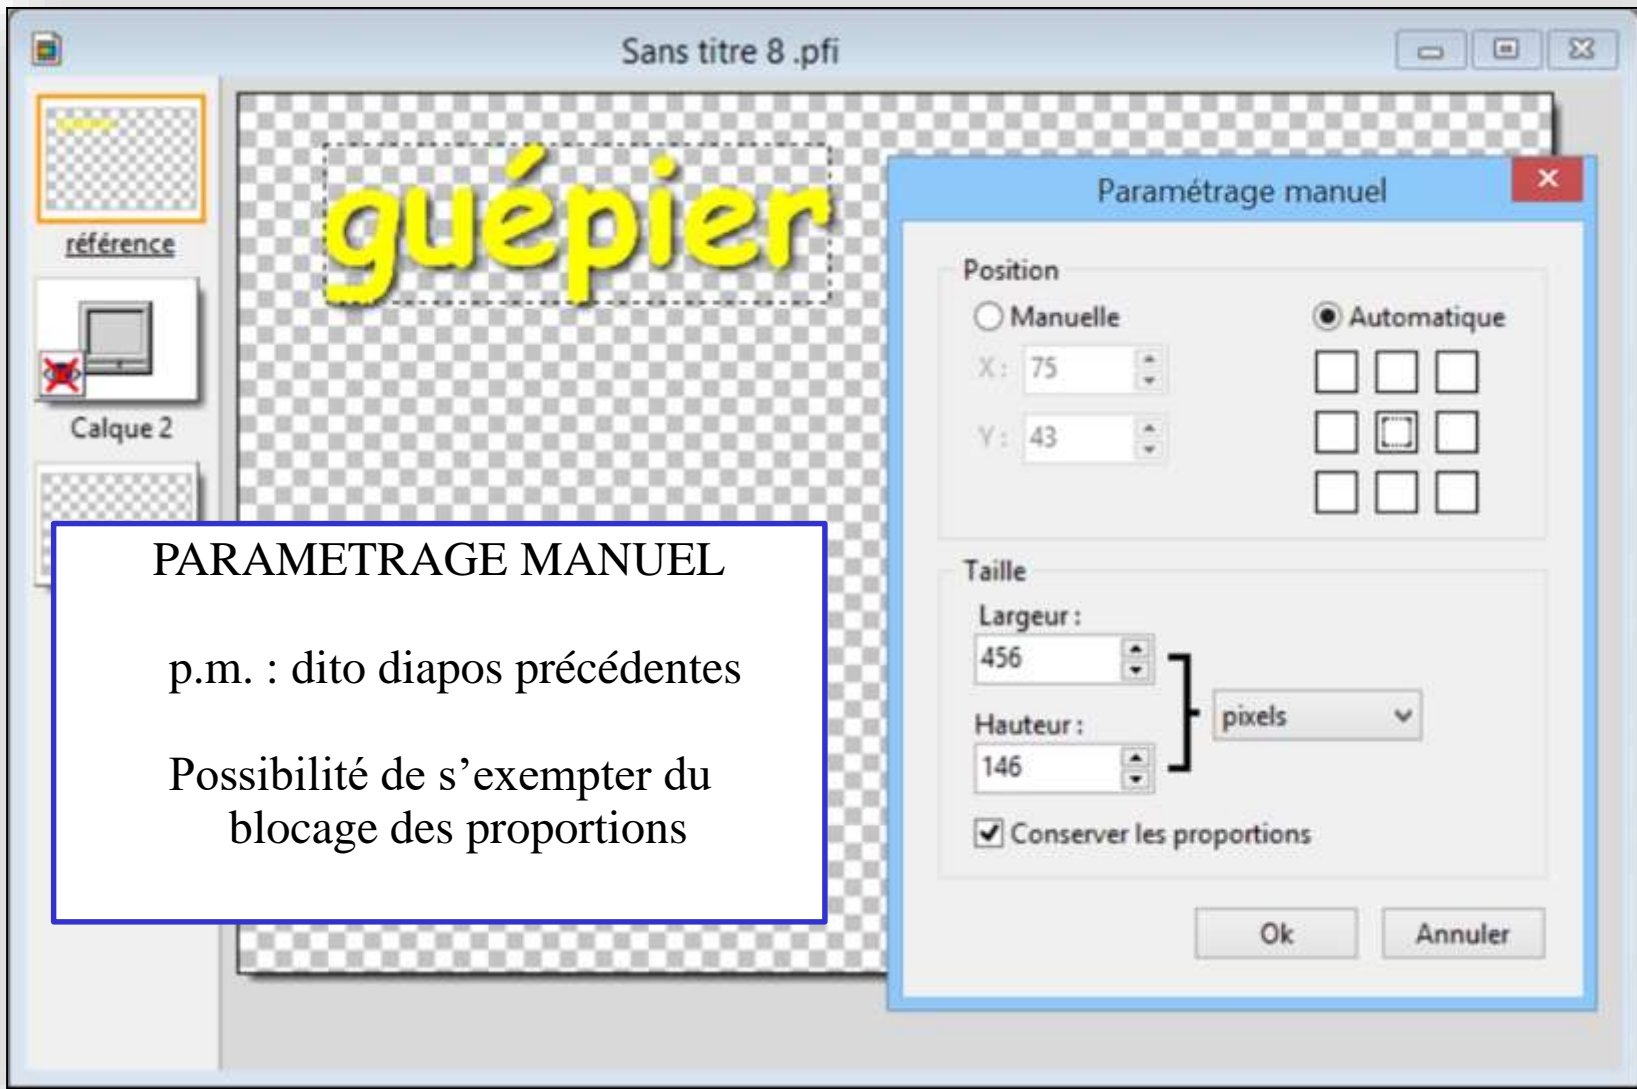 Sans titre 8 .pfi
référence
Calque 2
guépier
PARAMETRAGE MANUEL
p.m. : dito diapos précédentes
Possibilité de s’exempter du
blocage des proportions
Paramétrage manuel
Position
Manuelle
Automatique
X : 75
Y : 43
Taille
Largeur :
456
Hauteur :
146
pixels
Conserver les proportions
Ok Annuler